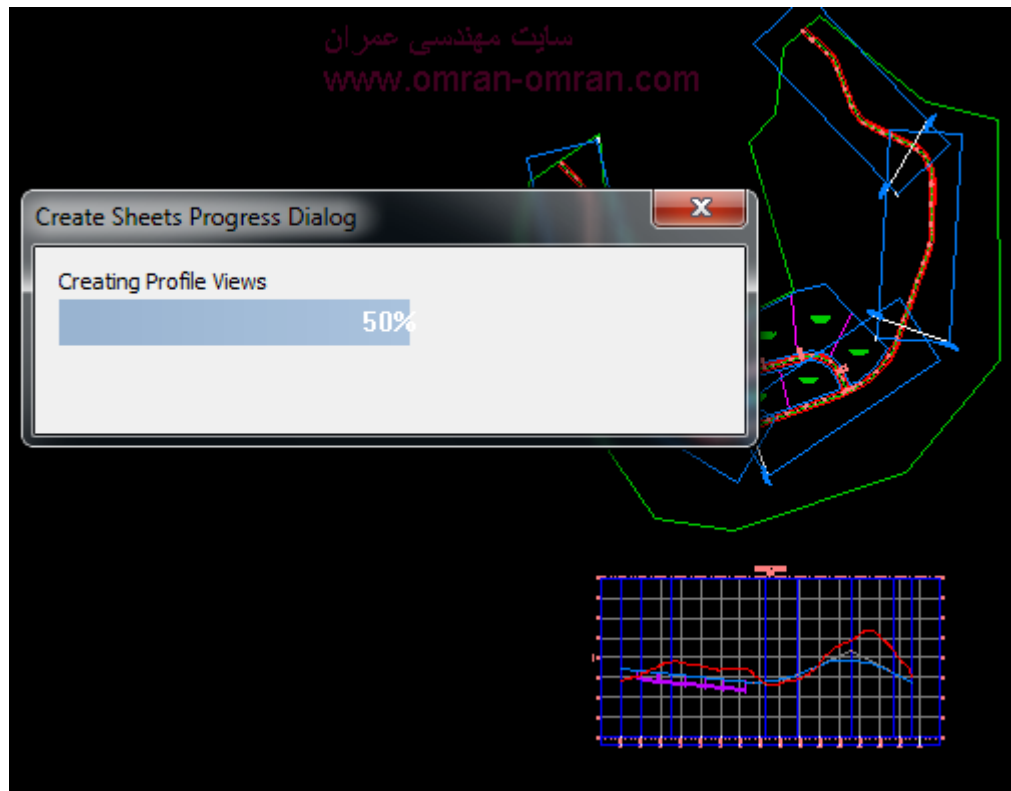 سایت مهندسی عمران
www.omran-omran.com
Create Sheets Progress Dialog
Creating Profile Views
50%